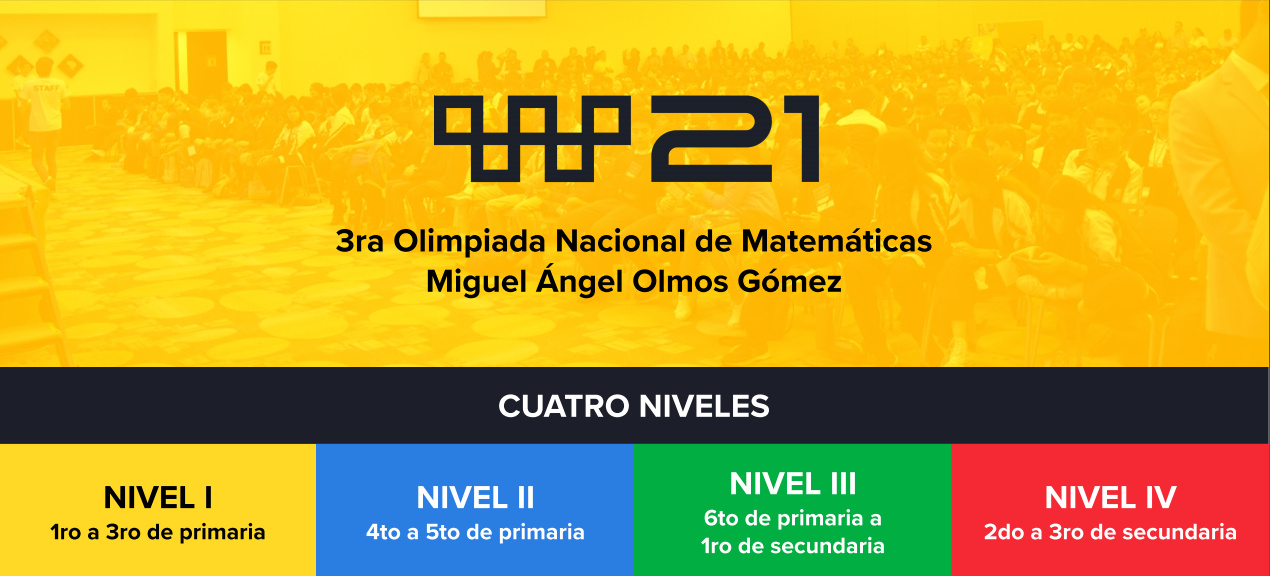 STAFF
21
3ra Olimpiada Nacional de Matemáticas
Miguel Ángel Olmos Gómez
CUATRO NIVELES
NIVEL I
1ro a 3ro de primaria
NIVEL II
4to a 5to de primaria
NIVEL III
6to de primaria a
1ro de secundaria
NIVEL IV
2do a 3ro de secundaria